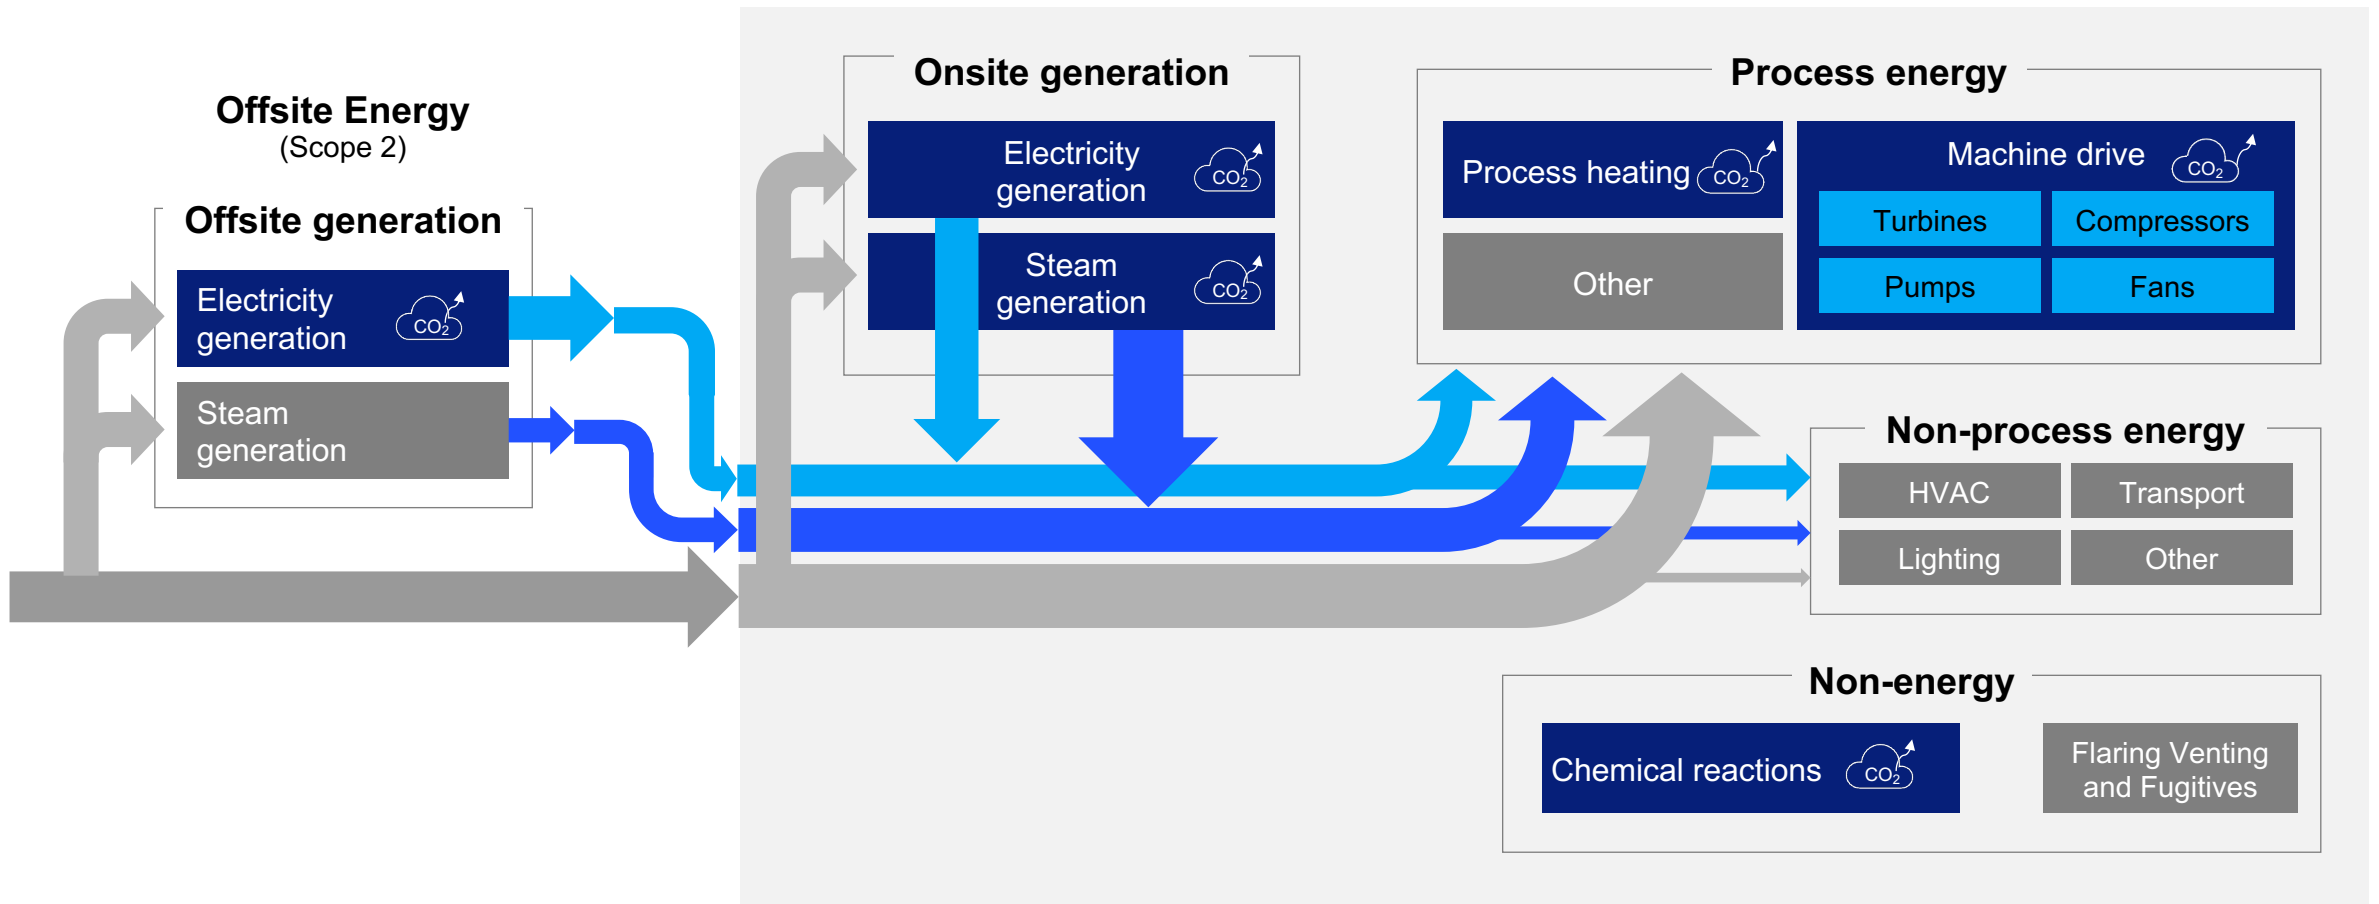 Offsite Energy
(Scope 2)
Offsite generation
Electricity
generation
CO2
Steam
generation
Onsite generation
Electricity
generation
CO2
Steam
generation
CO2
Process energy
Process heating
CO2
Other
Machine drive
CO2
Turbines
Compressors
Pumps
Fans
Non-process energy
HVAC
Transport
Lighting
Other
Non-energy
Chemical reactions
CO2
Flaring Venting
and Fugitives